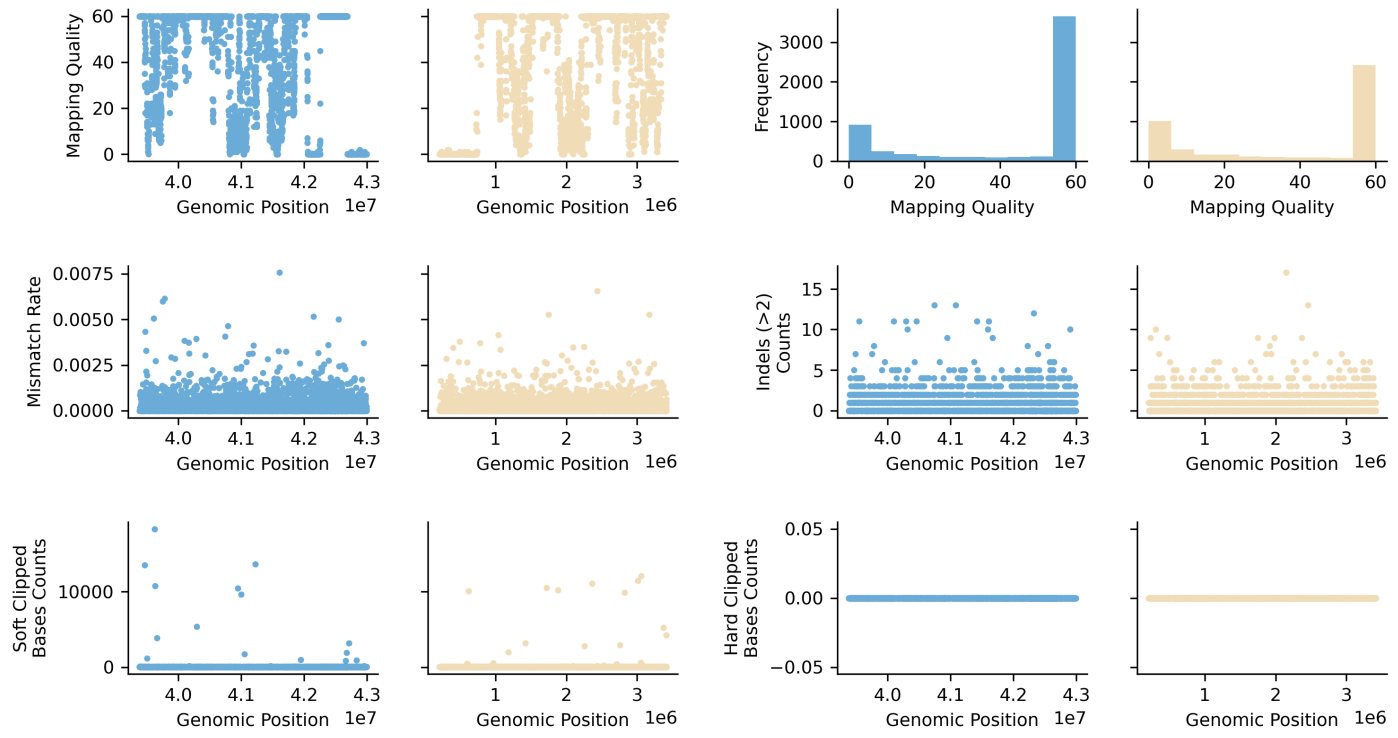 60
40
20
0
Mapping Quality
4.0 4.1 4.2 4.3
Genomic Position 1e7
1 2 3
Genomic Position 1e6
3000
2000
1000
0
Frequency
0 20 40 60
Mapping Quality
0 20 40 60
Mapping Quality
0.0075
0.0050
0.0025
0.0000
Mismatch Rate
4.0 4.1 4.2 4.3
Genomic Position 1e7
1 2 3
Genomic Position 1e6
15
10
5
0
Indels (>2)
Counts
4.0 4.1 4.2 4.3
Genomic Position 1e7
1 2 3
Genomic Position 1e6
10000
0
Soft Clipped
Bases Counts
4.0 4.1 4.2 4.3
Genomic Position 1e7
1 2 3
Genomic Position 1e6
0.05
0.00
−0.05
Hard Clipped
Bases Counts
4.0 4.1 4.2 4.3
Genomic Position 1e7
1 2 3
Genomic Position 1e6